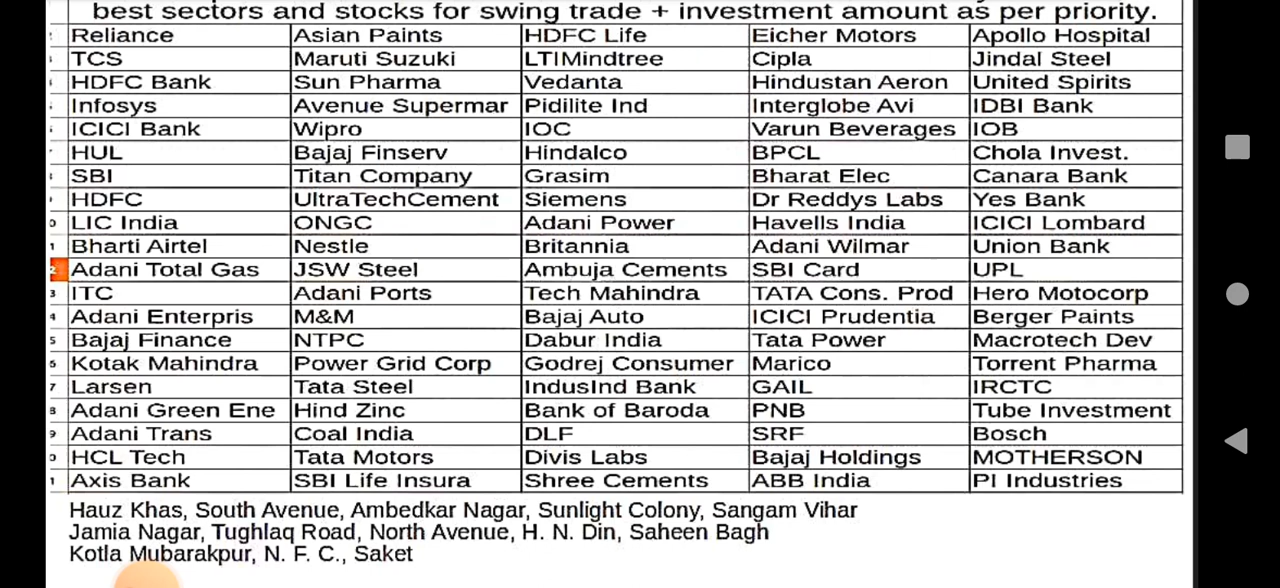 best sectors and stocks for swing trade + investment amount as per priority.
Reliance Asian Paints HDFC Life Eicher Motors Apollo Hospital
TCS Maruti Suzuki LTIMindtree Cipla Jindal Steel
HDFC Bank Sun Pharma Vedanta Hindustan Aeron United Spirits
Infosys Avenue Supermar Pidilite Ind Interglobe Avi IDBI Bank
ICICI Bank Wipro IOC Varun Beverages IOB
HUL Bajaj Finserv Hindalco BPCL Chola Invest.
SBI Titan Company Grasim Bharat Elec Canara Bank
HDFC UltraTechCement Siemens Dr Reddys Labs Yes Bank
LIC India ONGC Adani Power Havells India ICICI Lombard
Bharti Airtel Nestle Britannia Adani Wilmar Union Bank
Adani Total Gas JSW Steel Ambuja Cements SBI Card UPL
ITC Adani Ports Tech Mahindra TATA Cons. Prod Hero Motocorp
Adani Enterpris M&M Bajaj Auto ICICI Prudentia Berger Paints
Bajaj Finance NTPC Dabur India Tata Power Macrotech Dev
Kotak Mahindra Power Grid Corp Godrej Consumer Marico Torrent Pharma
Larsen Tata Steel IndusInd Bank GAIL IRCTC
Adani Green Ene Hind Zinc Bank of Baroda PNB Tube Investment
Adani Trans Coal India DLF SRF Bosch
HCL Tech Tata Motors Divis Labs Bajaj Holdings MOTHERSON
Axis Bank SBI Life Insura Shree Cements ABB India PI Industries
Hauz Khas, South Avenue, Ambedkar Nagar, Sunlight Colony, Sangam Vihar
Jamia Nagar, Tughlaq Road, North Avenue, H. N. Din, Saheen Bagh
Kotla Mubarakpur, N. F. C., Saket